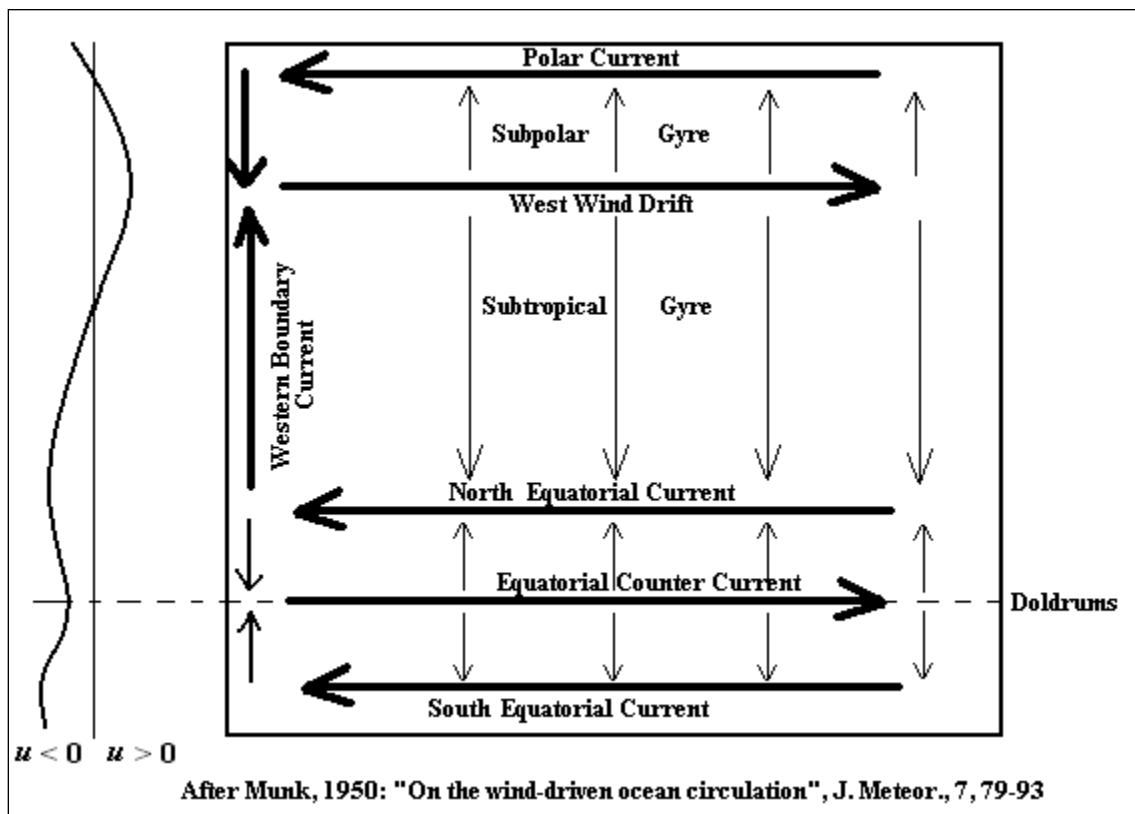 Polar Current
Subpolar Gyre
West Wind Drift
Western Boundary
Current
Subtropical Gyre
North Equatorial Current
Equatorial Counter Current
Doldrums
South Equatorial Current
u < 0 u > 0
After Munk, 1950: "On the wind-driven ocean circulation", J. Meteor., 7, 79-93